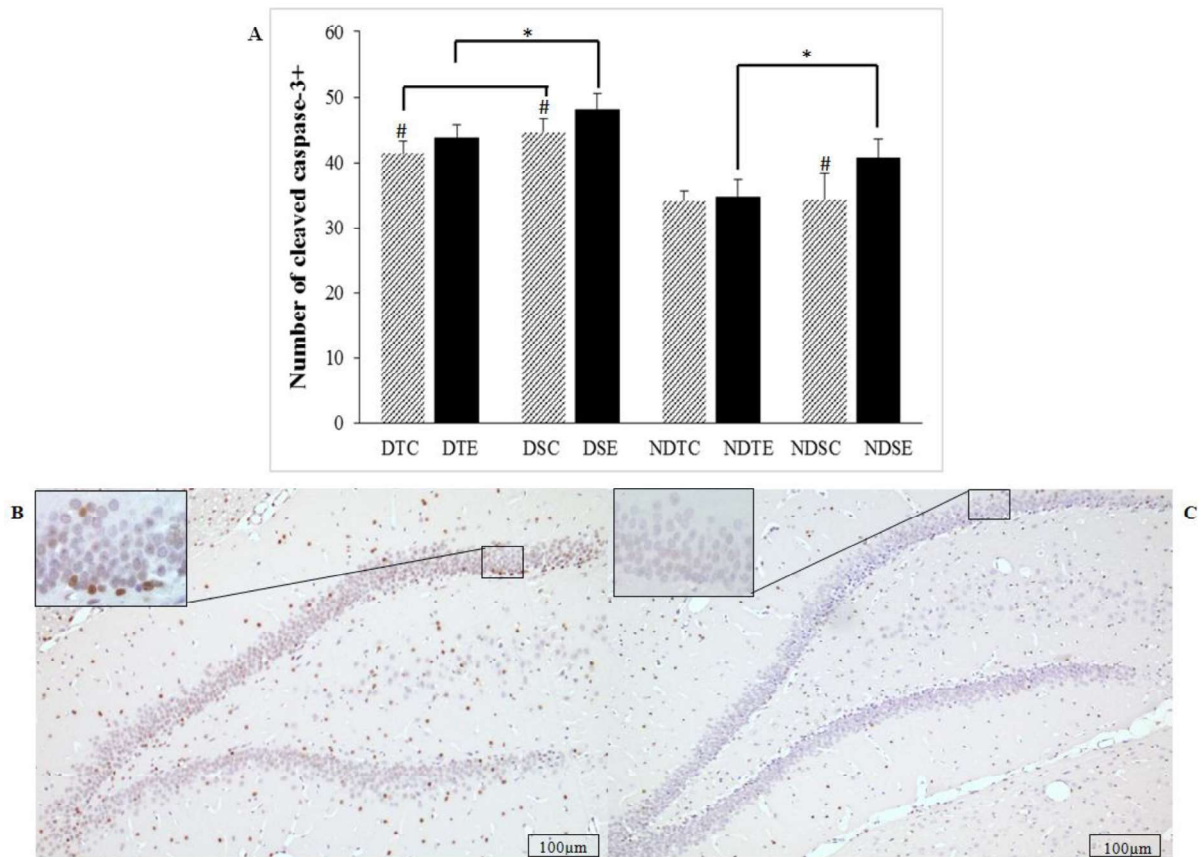 A
Number of cleaved caspase-3+
60
50
40
30
20
10
0
* *
# # #
DTC DTE DSC DSE NDTC NDTE NDSC NDSE
B C
100µm 100µm